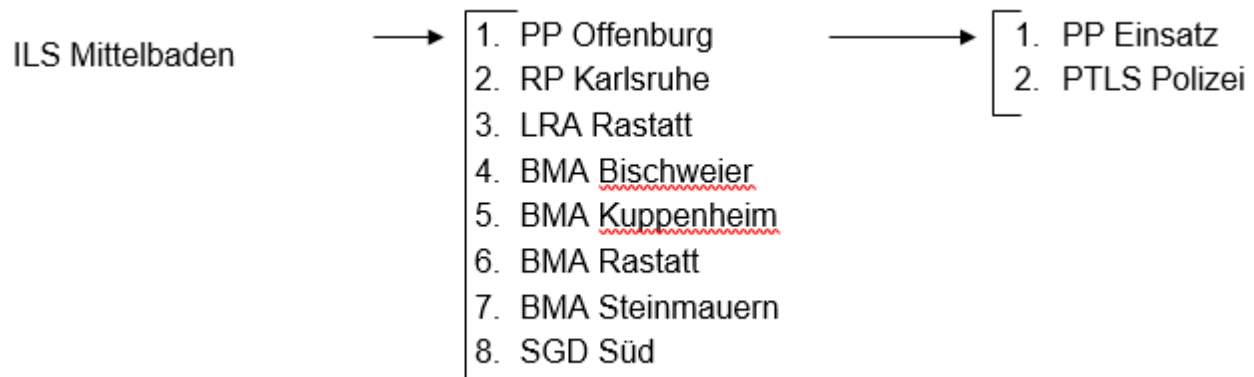 ILS Mittelbaden
1. PP Offenburg
2. RP Karlsruhe
3. LRA Rastatt
4. BMA Bischweier
5. BMA Kuppenheim
6. BMA Rastatt
7. BMA Steinmauern
8. SGD Süd
1. PP Einsatz
2. PTLS Polizei